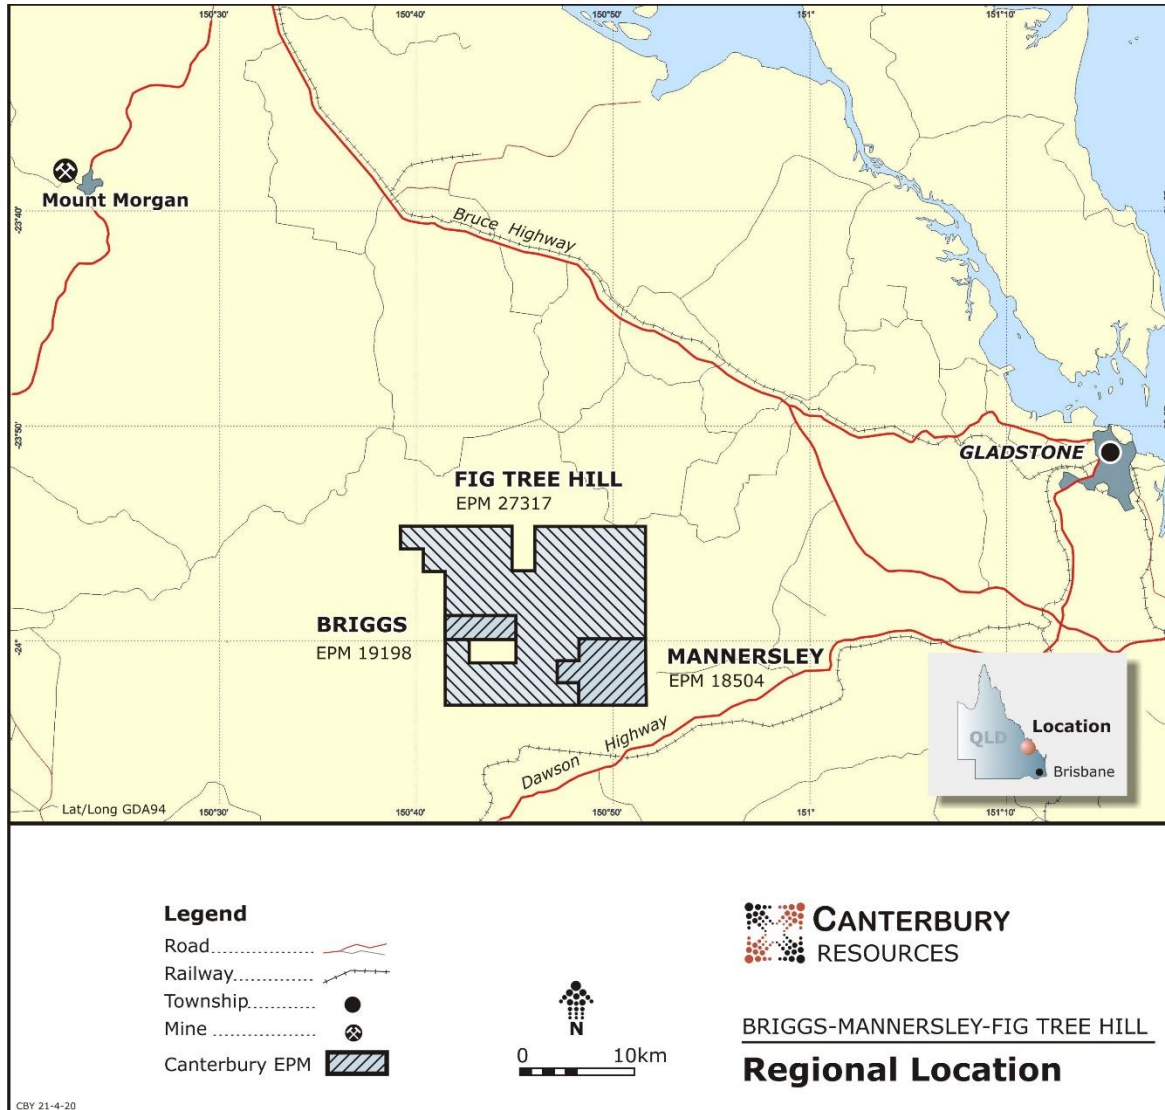 150°30'
150°40'
150°50'
151°
151°10'
Mount Morgan
-23°40'
Bruce Highway
-23°50'
GLADSTONE
FIG TREE HILL
EPM 27317
BRIGGS
EPM 19198
-24°
MANNERSLEY
EPM 18504
Dawson Highway
QLD
Location
Brisbane
Lat/Long GDA94
150°30'
150°40'
150°50'
151°
151°10'
Legend
Road
Railway
Township
Mine
Canterbury EPM
N
0 10km
CANTERBURY
RESOURCES
BRIGGS-MANNERSLEY-FIG TREE HILL
Regional Location
CBY 21-4-20